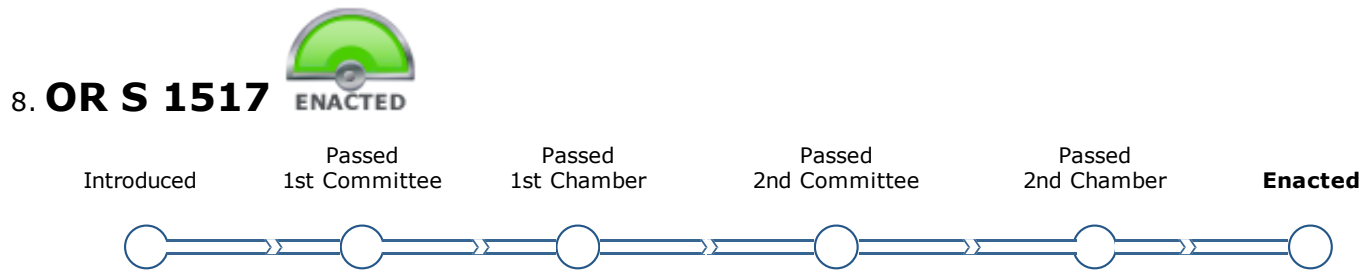 8. OR S 1517
ENACTED
Introduced
Passed
1st Committee
Passed
1st Chamber
Passed
2nd Committee
Passed
2nd Chamber
Enacted